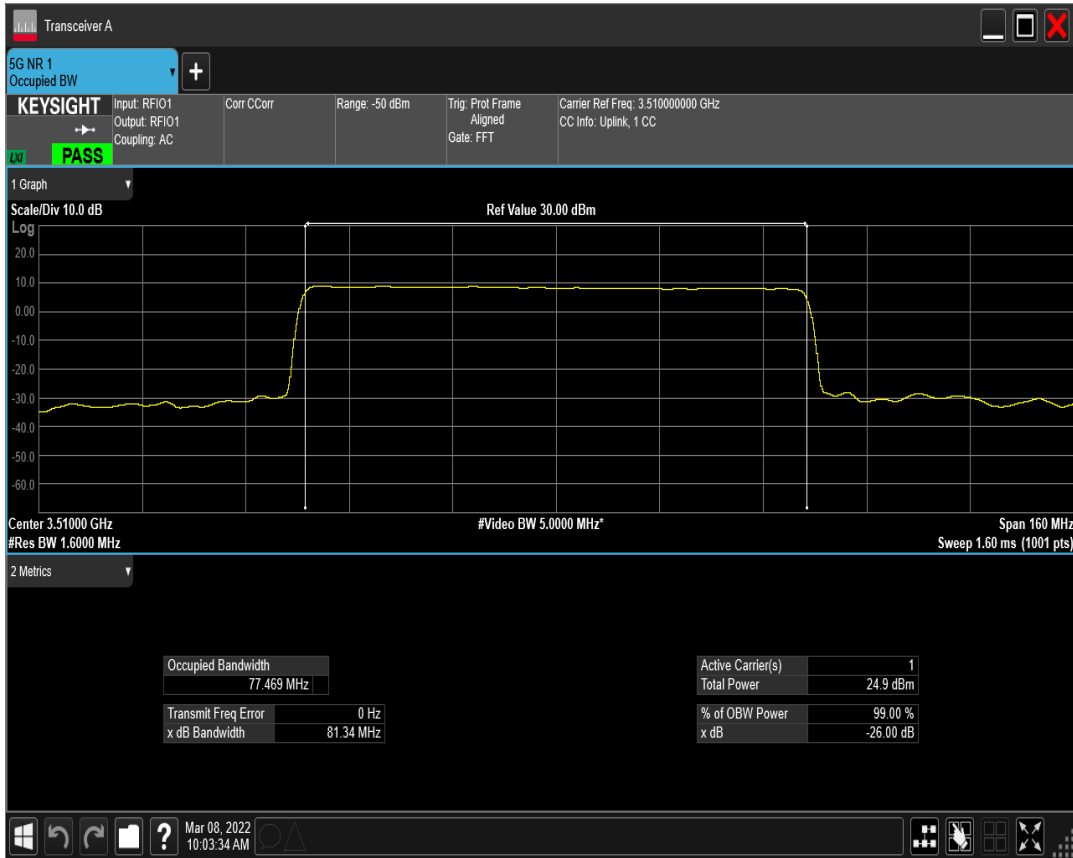 Transceiver A
5G NR 1
Occupied BW
+
KEYSIGHT
LXI
PASS
Input: RFIO1
Output: RFIO1
Coupling: AC
Corr CCorr
Range: -50 dBm
Trig: Prot Frame
Aligned
Gate: FFT
Carrier Ref Freq: 3.510000000 GHz
CC Info: Uplink, 1 CC
1 Graph
Scale/Div 10.0 dB
Ref Value 30.00 dBm
Log
20.0
10.0
0.00
-10.0
-20.0
-30.0
-40.0
-50.0
-60.0
Center 3.51000 GHz
#Video BW 5.0000 MHz*
Span 160 MHz
#Res BW 1.6000 MHz
Sweep 1.60 ms (1001 pts)
2 Metrics
Occupied Bandwidth
77.469 MHz
Transmit Freq Error 0 Hz
x dB Bandwidth 81.34 MHz
Active Carrier(s) 1
Total Power 24.9 dBm
% of OBW Power 99.00 %
x dB -26.00 dB
?
Mar 08, 2022
10:03:34 AM